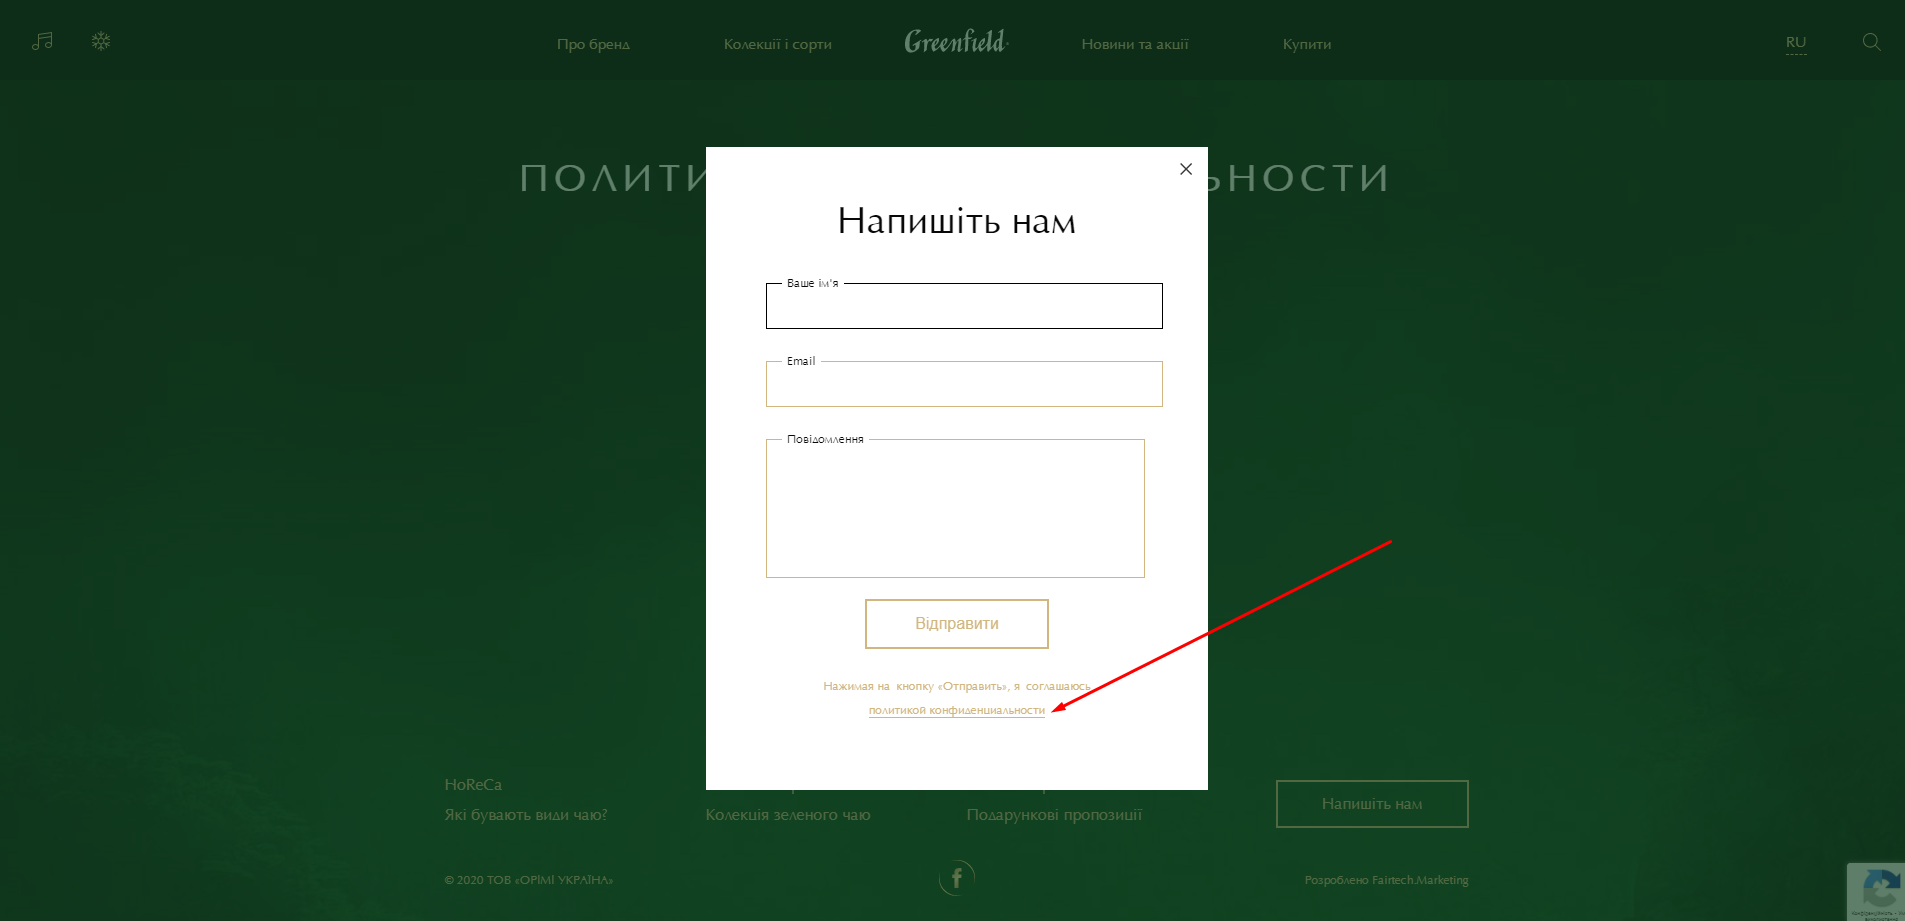 Про бренд
Колекції і сорти
Greenfield
Новини та акції
Купити
RU
ПОЛИТИ
ЬНОСТИ
Напишіть нам
Ваше ім'я
Email
Повідомлення
Відправити
Нажимая на кнопку «Отправить», я соглашаюсь
политикой конфиденциальности
HoReCa
Які бувають види чаю?
Колекція зеленого чаю
Подарункові пропозиції
Напишіть нам
© 2020 ТОВ «ОРІМІ УКРАЇНА»
Розроблено Fairtech.Marketing